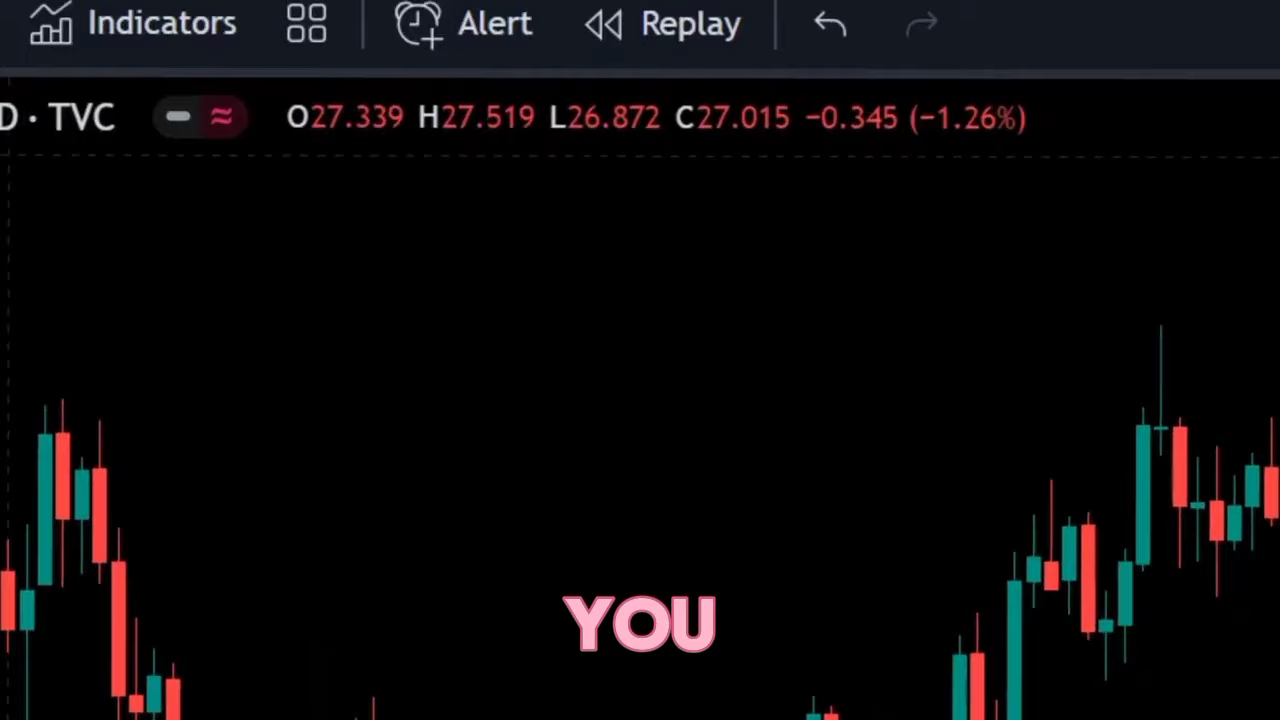 Indicators Alert Replay
D · TVC O27.339 H27.519 L26.872 C27.015 −0.345 (−1.26%)
YOU